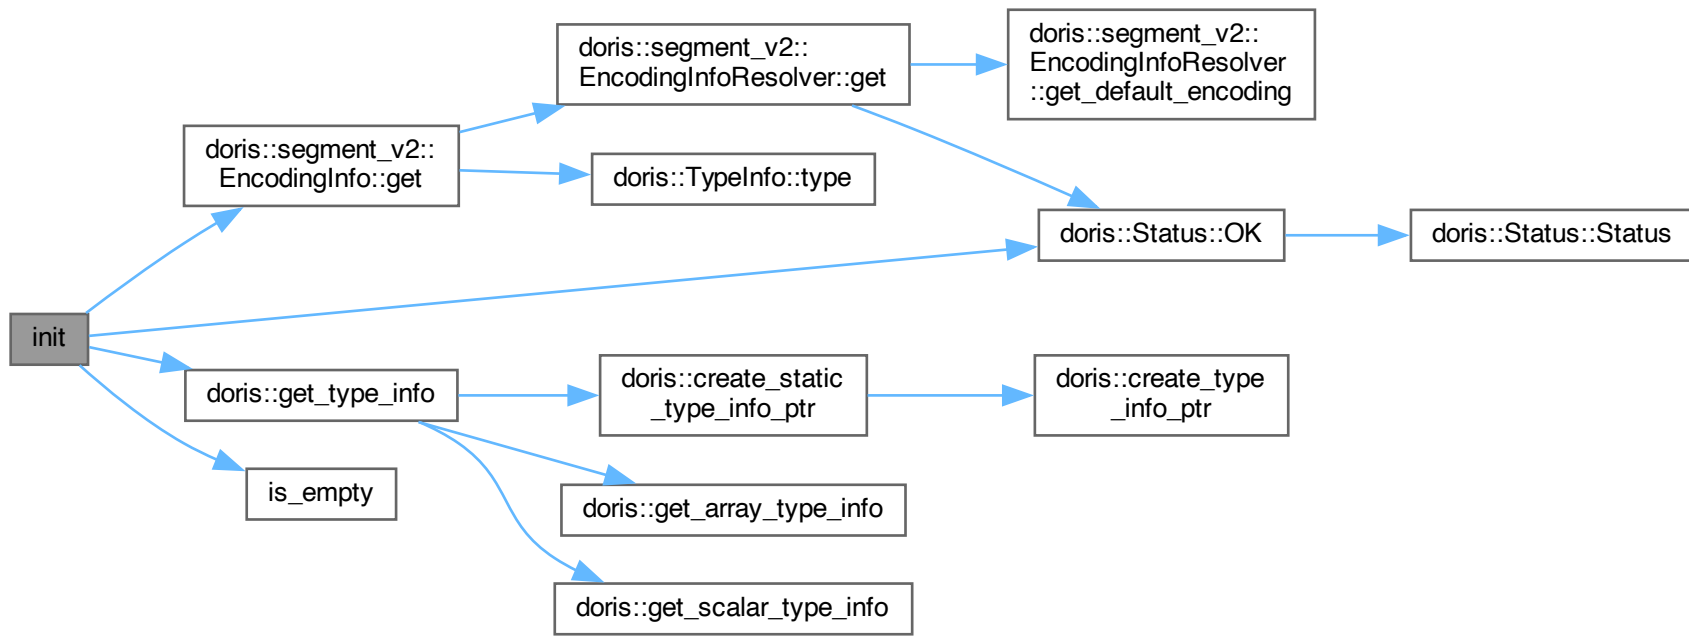 init
doris::segment_v2::
EncodingInfo::get
doris::segment_v2::
EncodingInfoResolver::get
doris::segment_v2::
EncodingInfoResolver
::get_default_encoding
doris::TypeInfo::type
doris::Status::OK
doris::Status::Status
doris::get_type_info
doris::create_static
_type_info_ptr
doris::create_type
_info_ptr
is_empty
doris::get_array_type_info
doris::get_scalar_type_info